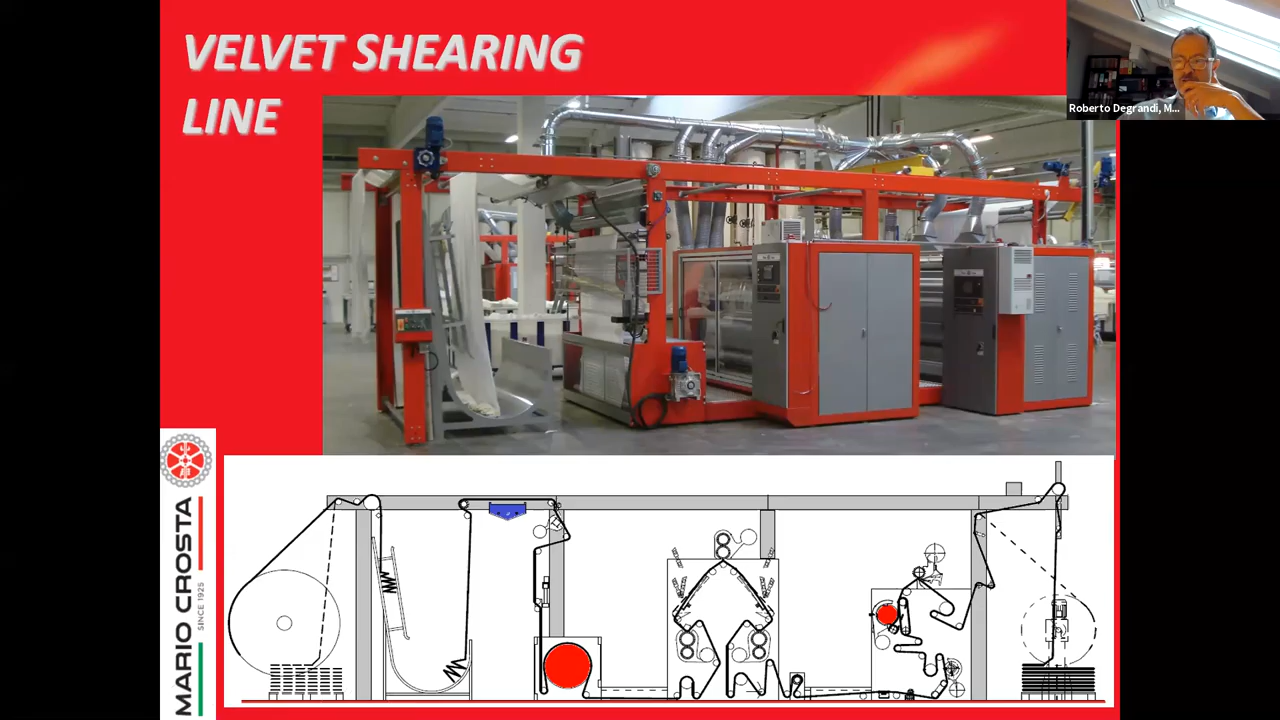 VELVET SHEARING
LINE
Roberto Degrandi, M...
MARIO CROSTA
SINCE 1925